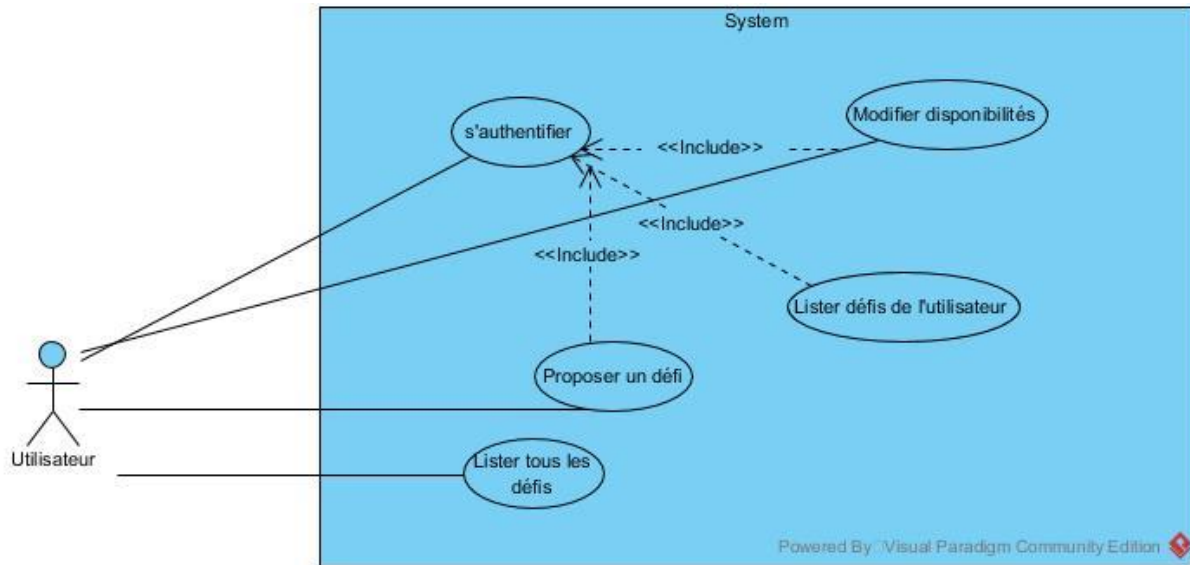 System
s'authentifier
Modifier disponibilités
<<Include>>
<<Include>>
<<Include>>
Lister défis de l'utilisateur
Proposer un défi
Utilisateur
Lister tous les
défis
Powered By Visual Paradigm Community Edition